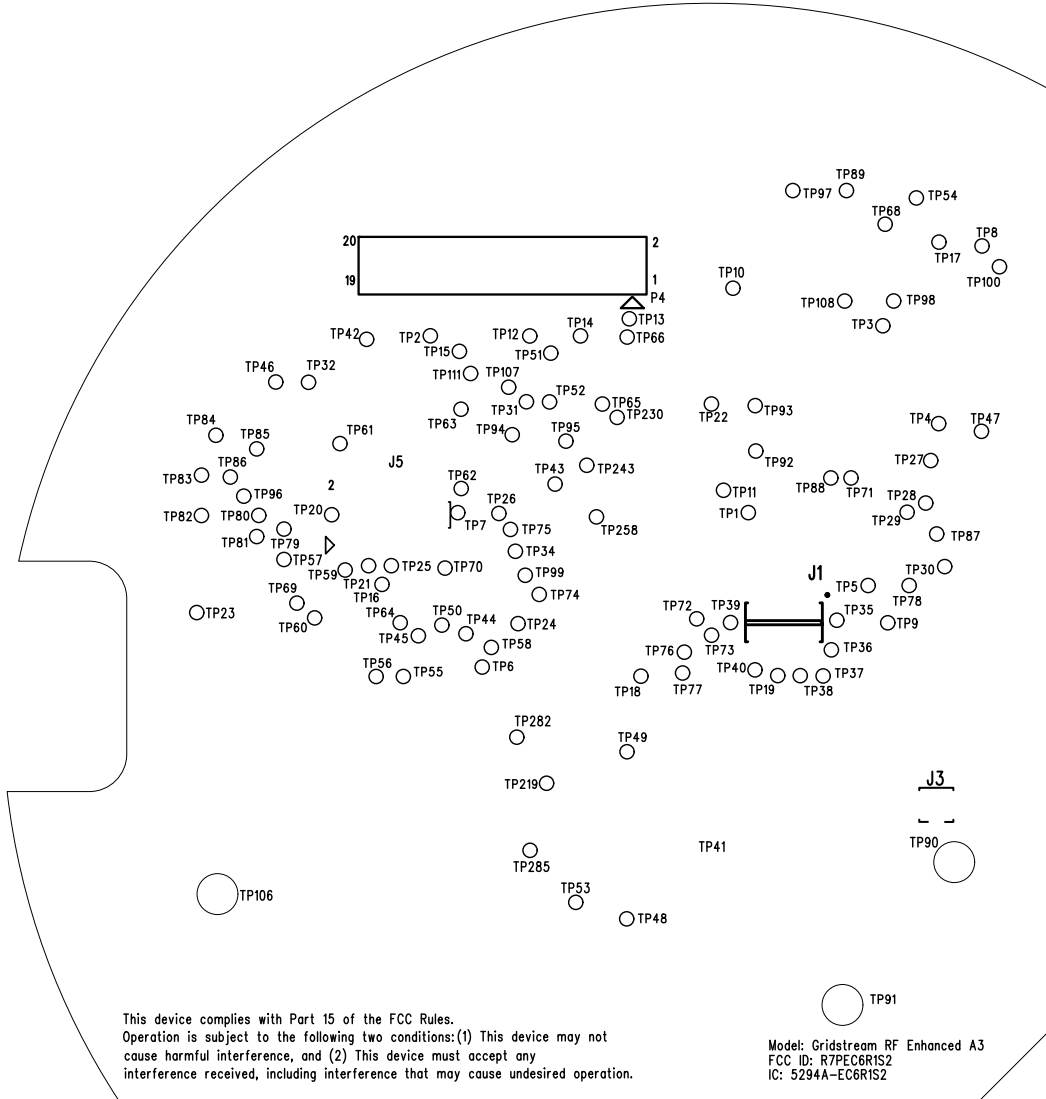 TP89
TP97
TP54
TP68
20
2
TP8
TP17
TP10
TP100
19
1
P4
TP108
TP98
TP13
TP3
TP42
TP2
TP12
TP14
TP66
TP15
TP51
TP46
TP32
TP111
TP107
TP52
TP65
TP31
TP22
TP93
TP63
TP230
TP84
TP94
TP95
TP4
TP47
TP85
TP61
J5
TP92
TP27
TP83
TP86
TP62
TP43
TP243
TP88
TP71
2
TP96
TP26
TP11
TP28
TP82
TP80
TP20
TP7
TP1
TP29
TP81
TP79
TP75
TP258
TP87
TP57
TP34
TP59
TP25
TP70
TP30
TP21
TP16
TP99
J1
TP5
TP78
TP69
TP74
TP23
TP60
TP64
TP50
TP44
TP24
TP72
TP39
TP35
TP9
TP45
TP73
TP58
TP76
TP36
TP56
TP55
TP6
TP40
TP18
TP77
TP19
TP38
TP37
TP282
TP49
TP219
J3
TP285
TP41
TP90
TP106
TP53
TP48
TP91
This device complies with Part 15 of the FCC Rules.
Operation is subject to the following two conditions:(1) This device may not
cause harmful interference, and (2) This device must accept any
interference received, including interference that may cause undesired operation.
Model: Gridstream RF Enhanced A3
FCC ID: R7PEC6R1S2
IC: 5294A-EC6R1S2